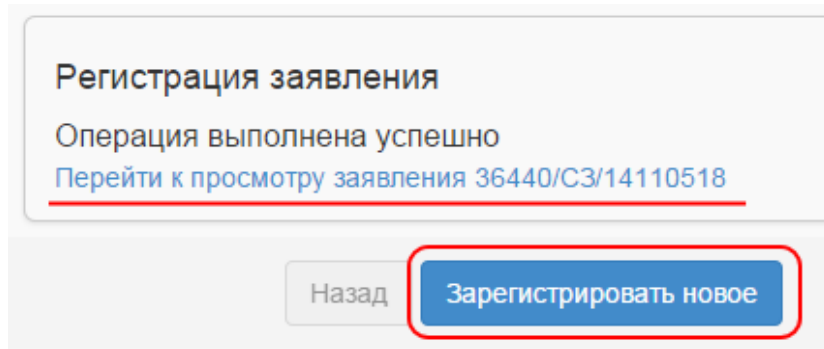 Регистрация заявления
Операция выполнена успешно
Перейти к просмотру заявления 36440/СЗ/14110518
Назад Зарегистрировать новое